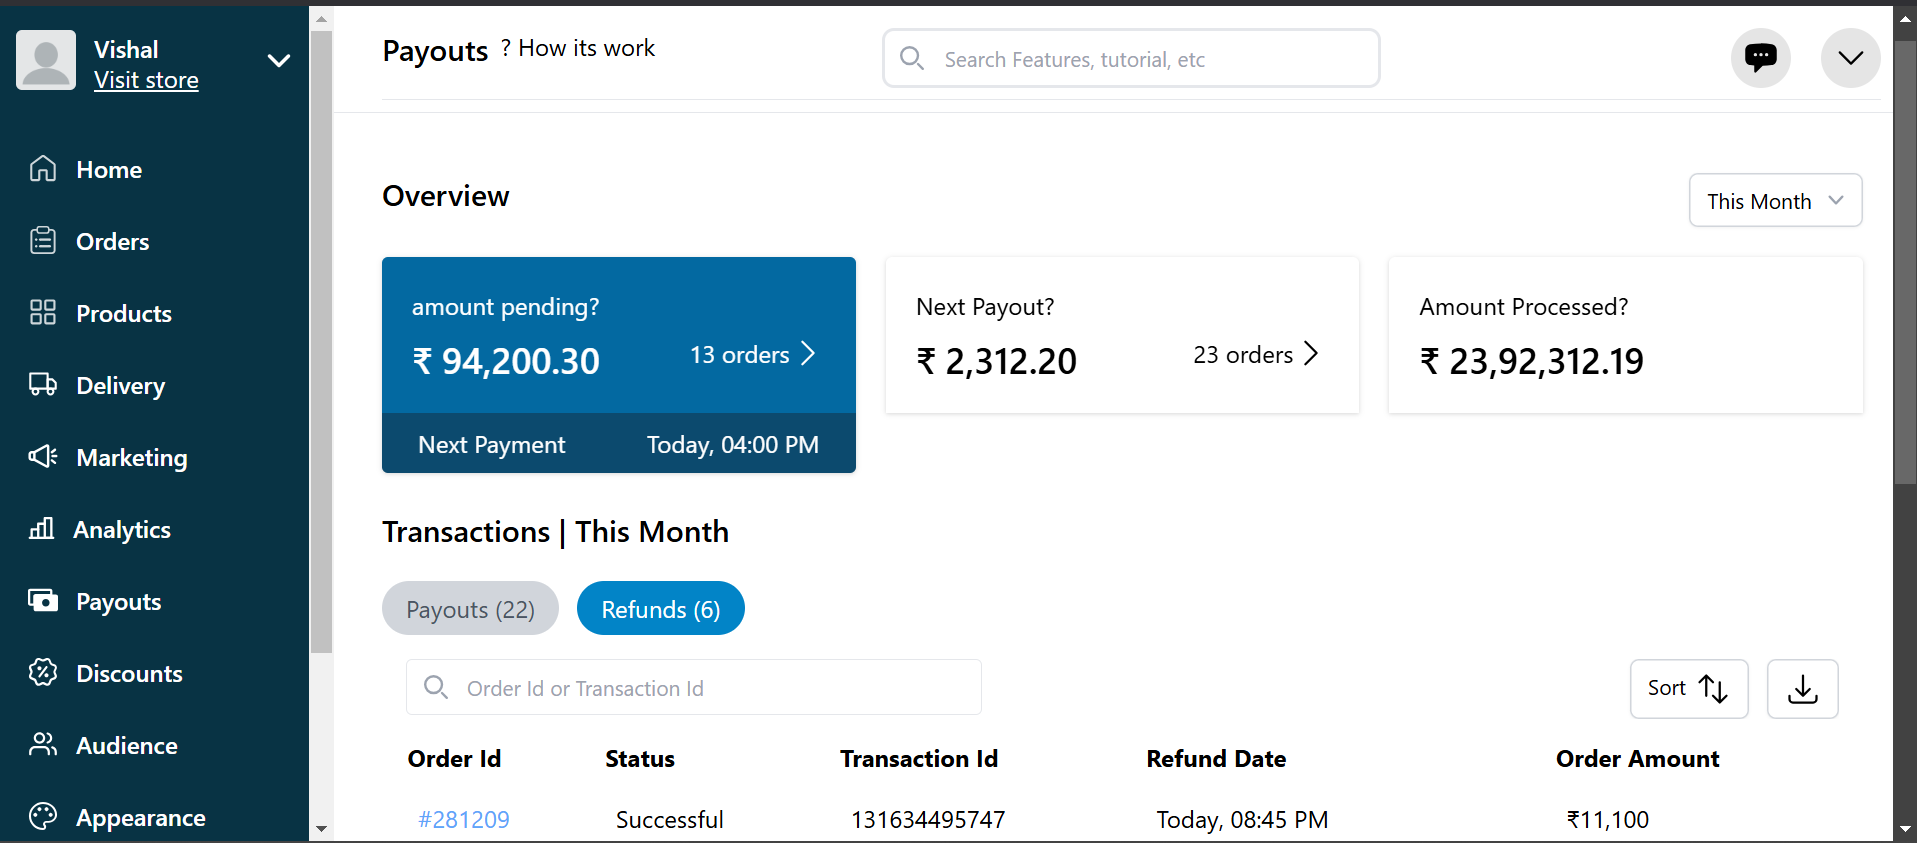 Vishal
Visit store
Home
Orders
Products
Delivery
Marketing
Analytics
Payouts
Discounts
Audience
Appearance
Payouts ? How its work
Search Features, tutorial, etc
Overview
This Month
amount pending?
₹ 94,200.30 13 orders
Next Payment Today, 04:00 PM
Next Payout?
₹ 2,312.20 23 orders
Amount Processed?
₹ 23,92,312.19
Transactions | This Month
Payouts (22) Refunds (6)
Order Id or Transaction Id
Sort
Order Id Status Transaction Id Refund Date Order Amount
#281209 Successful 131634495747 Today, 08:45 PM ₹11,100